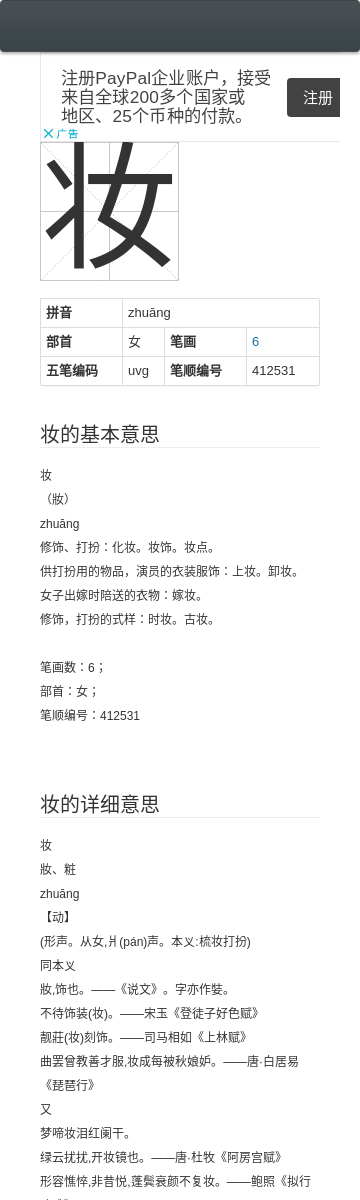 注册PayPal企业账户，接受
来自全球200多个国家或
地区、25个币种的付款。
注册
广告
妆
拼音 zhuāng
部首 女 笔画 6
五笔编码 uvg 笔顺编号 412531
妆的基本意思
妆
（妝）
zhuāng
修饰、打扮：化妆。妆饰。妆点。
供打扮用的物品，演员的衣装服饰：上妆。卸妆。
女子出嫁时陪送的衣物：嫁妆。
修饰，打扮的式样：时妆。古妆。
笔画数：6；
部首：女；
笔顺编号：412531
妆的详细意思
妆
妝、粧
zhuāng
【动】
(形声。从女,爿(pán)声。本义:梳妆打扮)
同本义
妝,饰也。——《说文》。字亦作娤。
不待饰装(妆)。——宋玉《登徒子好色赋》
靓莊(妆)刻饰。——司马相如《上林赋》
曲罢曾教善才服,妆成每被秋娘妒。——唐·白居易
《琵琶行》
又
梦啼妆泪红阑干。
绿云扰扰,开妆镜也。——唐·杜牧《阿房宫赋》
形容憔悴,非昔悦,蓬鬓衰颜不复妆。——鲍照《拟行